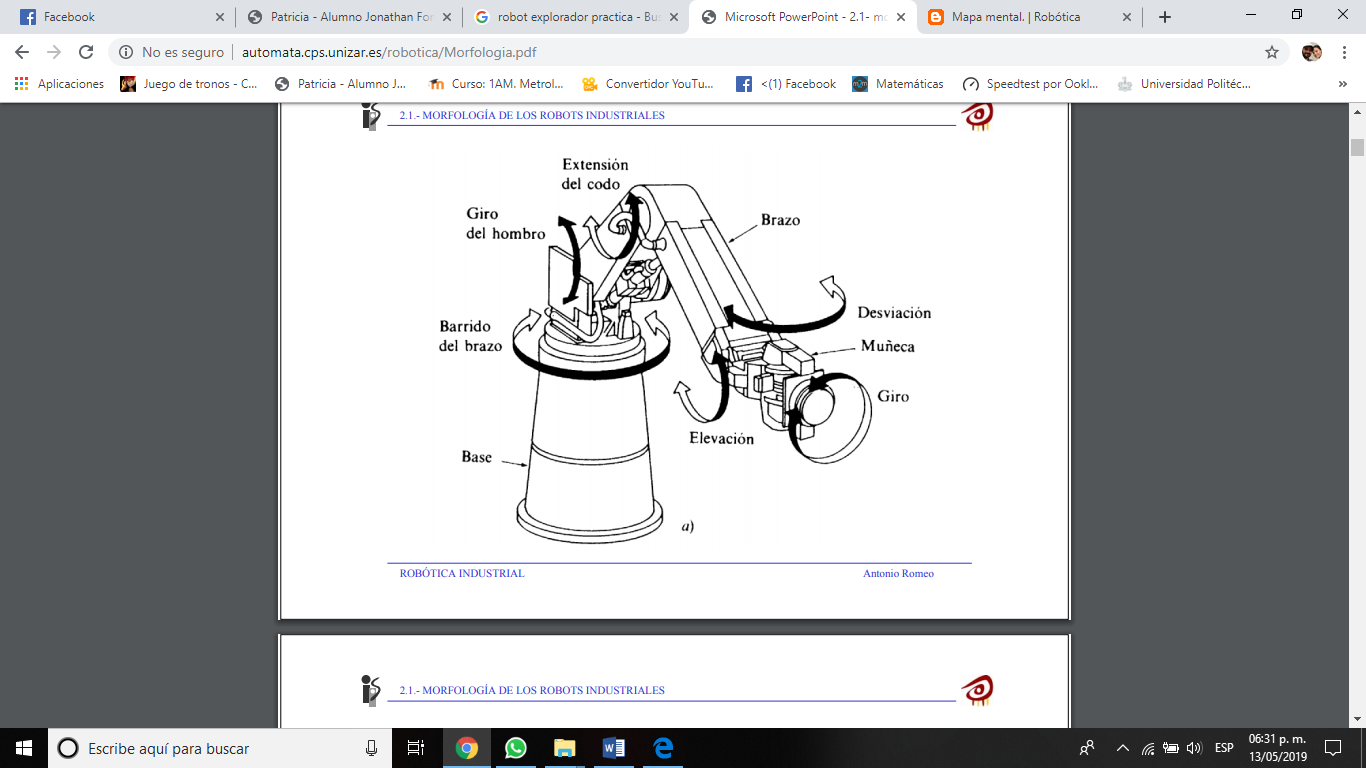 Facebook
Patricia - Alumno Jonathan For
robot explorador practica - Bus
Microsoft PowerPoint - 2.1- mo
Mapa mental. | Robótica
No es seguro
automata.cps.unizar.es/robotica/Morfologia.pdf
Aplicaciones
Juego de tronos - C...
Patricia - Alumno J...
Curso: 1AM. Metrol...
Convertidor YouTu...
<(1) Facebook
Matemáticas
Speedtest por Ookl...
Universidad Politéc...
»
2.1.- MORFOLOGÍA DE LOS ROBOTS INDUSTRIALES
Extensión
del codo
Giro
del hombro
Brazo
Barrido
del brazo
Desviación
Muñeca
Giro
Elevación
Base
a)
ROBÓTICA INDUSTRIAL
Antonio Romeo
2.1.- MORFOLOGÍA DE LOS ROBOTS INDUSTRIALES
Escribe aquí para buscar
ESP
06:31 p. m.
13/05/2019